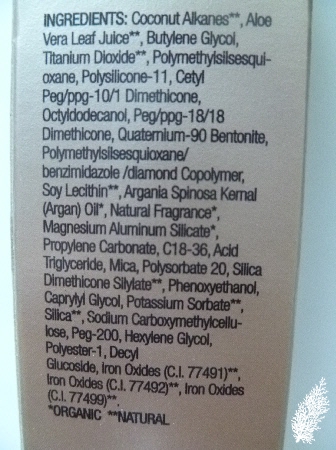 INGREDIENTS: Coconut Alkanes**, Aloe
Vera Leaf Juice**, Butylene Glycol,
Titanium Dioxide**, Polymethylsilsesqui-
oxane, Polysilicone-11, Cetyl
Peg/ppg-10/1 Dimethicone,
Octyldodecanol, Peg/ppg-18/18
Dimethicone, Quaternium-90 Bentonite,
Polymethylsilsesquioxane/
benzimidazole /diamond Copolymer,
Soy Lecithin**, Argania Spinosa Kernal
(Argan) Oil*, Natural Fragrance*,
Magnesium Aluminum Silicate*,
Propylene Carbonate, C18-36, Acid
Triglyceride, Mica, Polysorbate 20, Silica
Dimethicone Silylate**, Phenoxyethanol,
Caprylyl Glycol, Potassium Sorbate**,
Silica**, Sodium Carboxymethylcellu-
lose, Peg-200, Hexylene Glycol,
Polyester-1, Decyl
Glucoside, Iron Oxides (C.I. 77491)**,
Iron Oxides (C.I. 77492)**, Iron Oxides
(C.I. 77499)**.
*ORGANIC **NATURAL